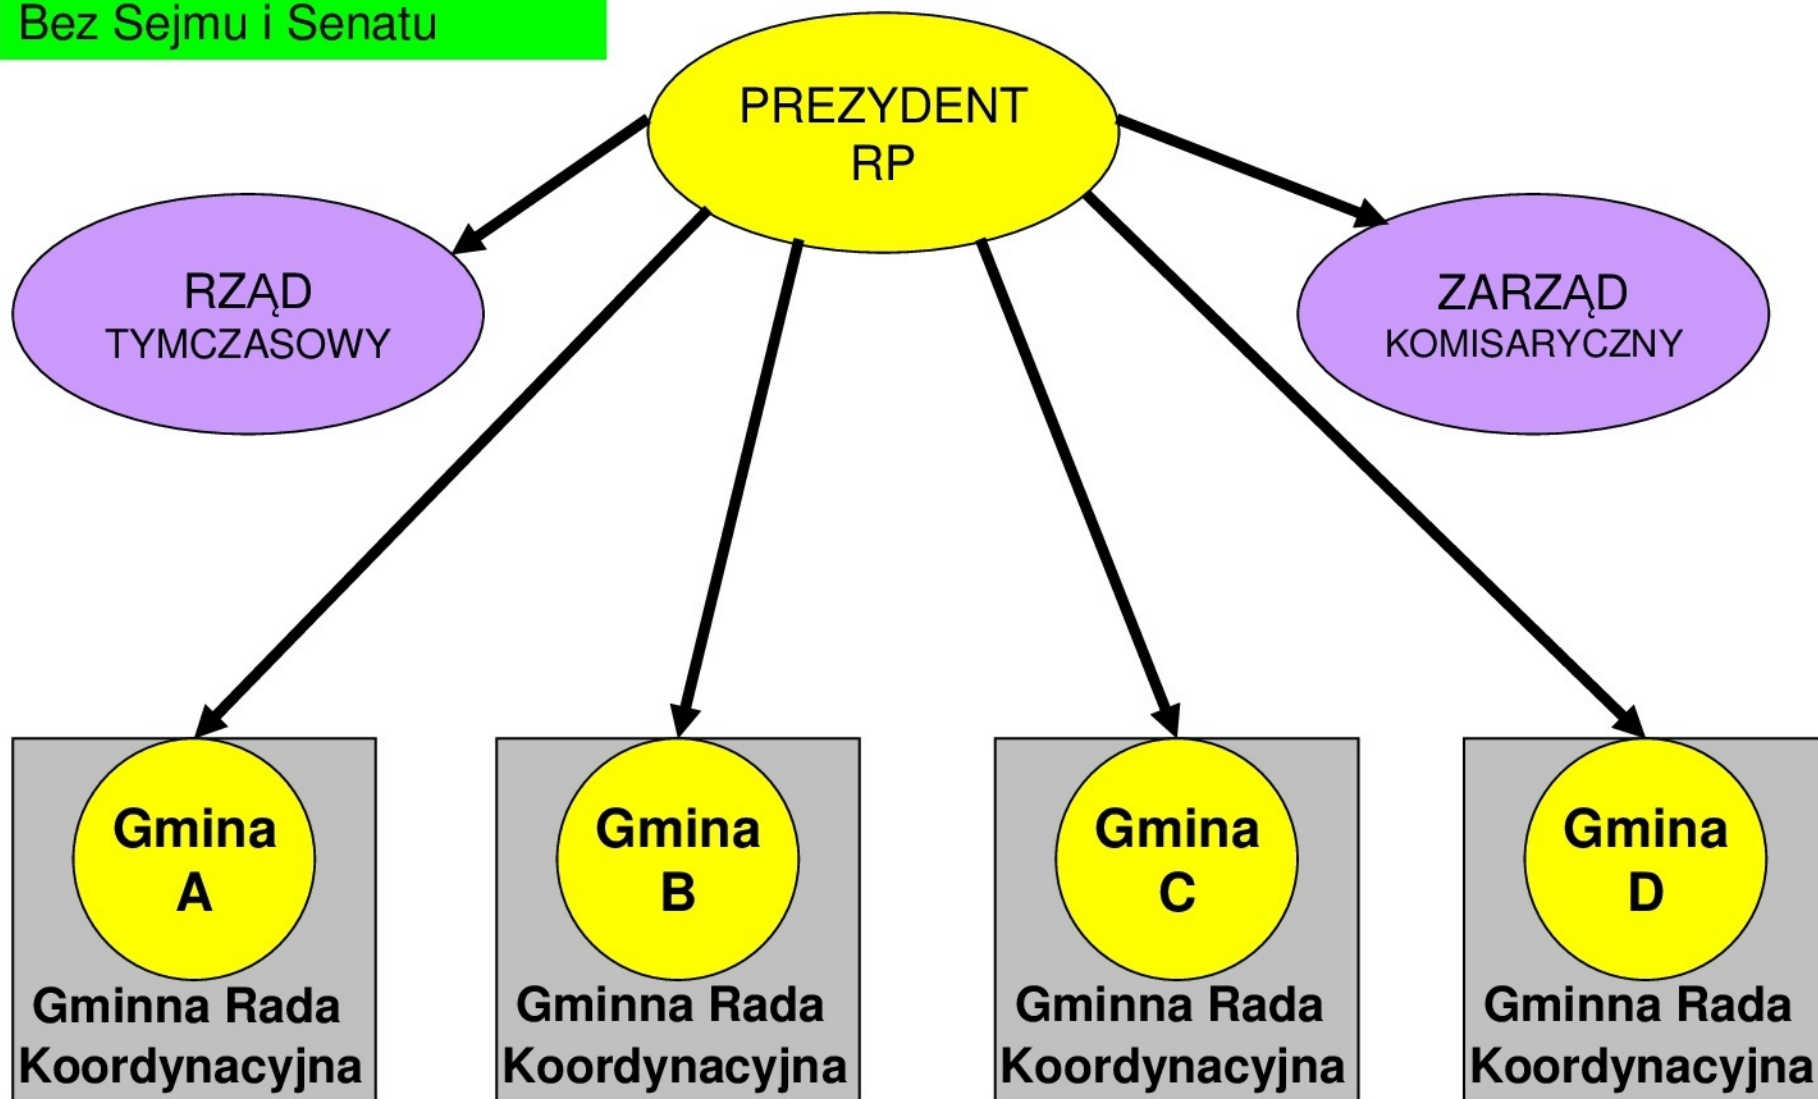 Bez Sejmu i Senatu
PREZYDENT
RP
RZĄD
TYMCZASOWY
ZARZĄD
KOMISARYCZNY
Gmina
A
Gminna Rada
Koordynacyjna
Gmina
B
Gminna Rada
Koordynacyjna
Gmina
C
Gminna Rada
Koordynacyjna
Gmina
D
Gminna Rada
Koordynacyjna